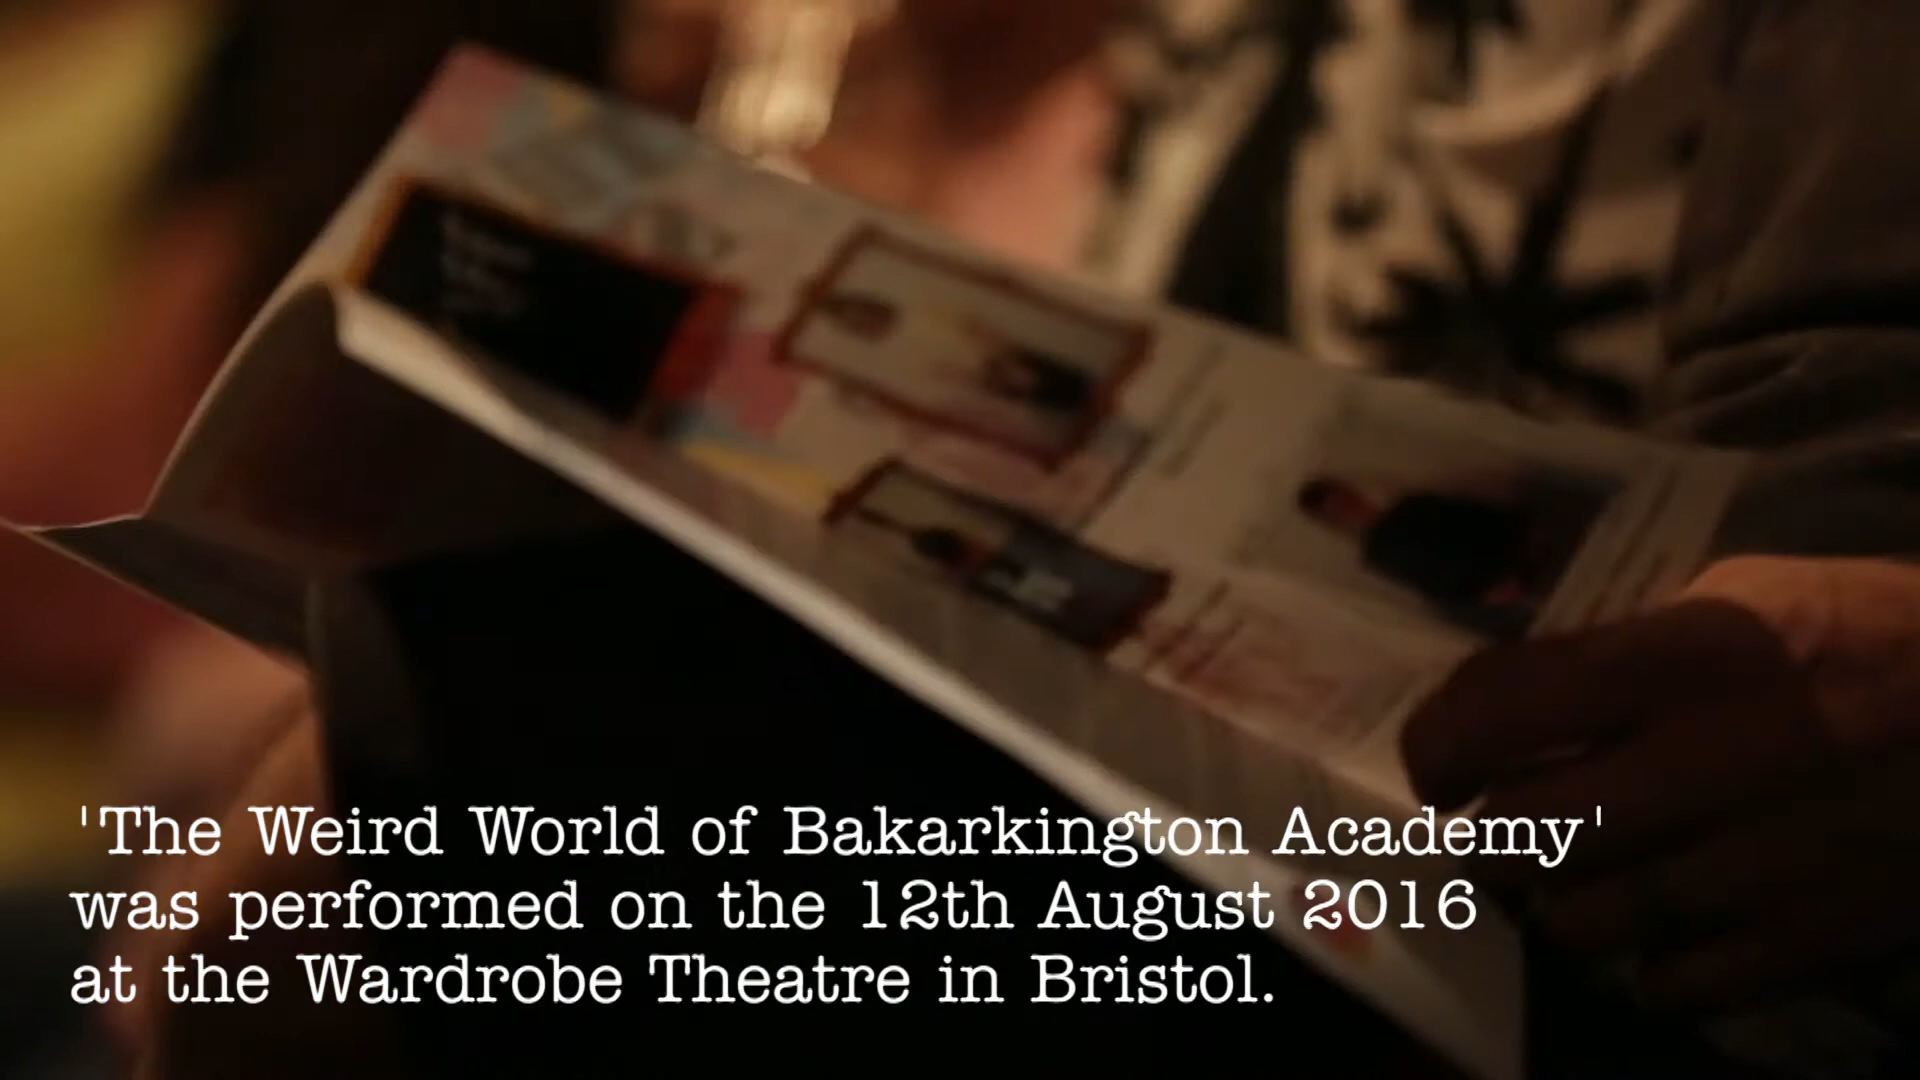 'The Weird World of Bakarkington Academy'
was performed on the 12th August 2016
at the Wardrobe Theatre in Bristol.